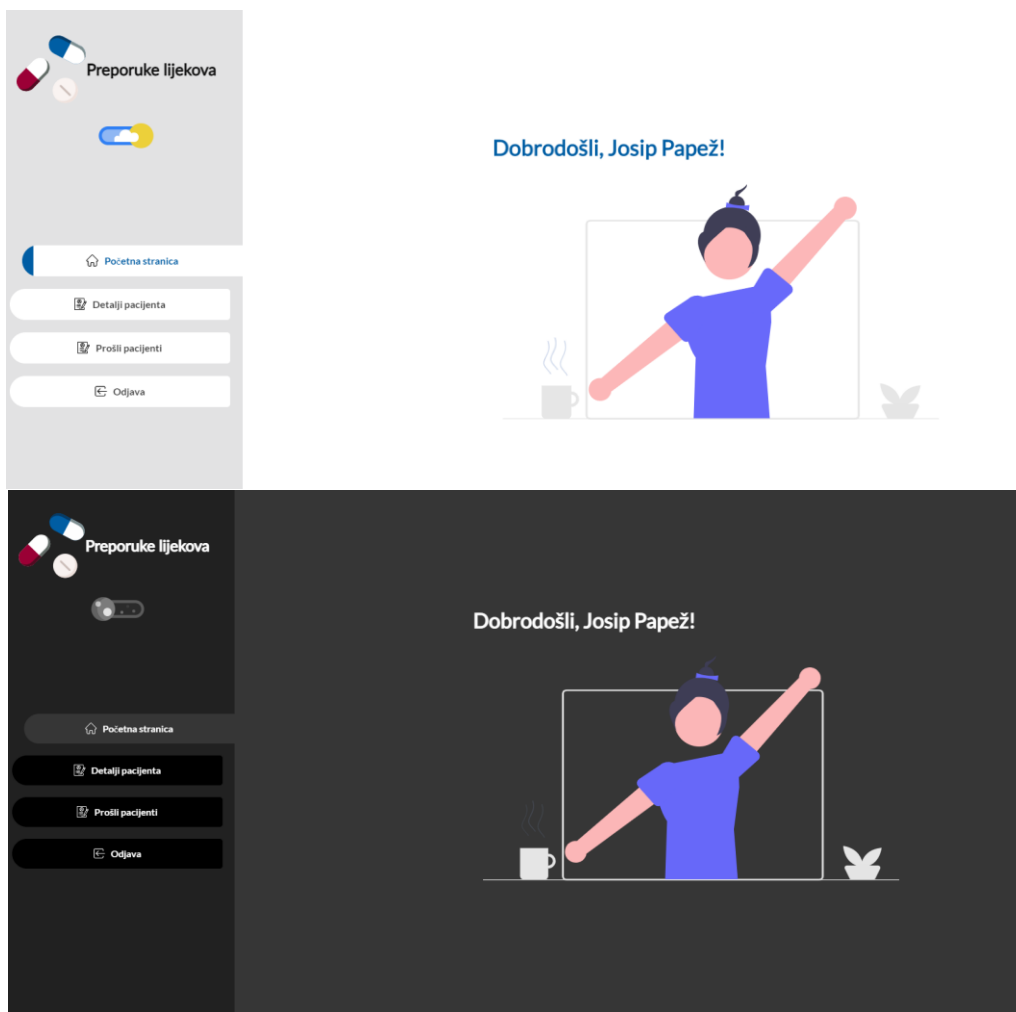 Preporuke lijekova
Dobrodošli, Josip Papež!
Početna stranica
Detalji pacijenta
Prošli pacijenti
Odjava
Preporuke lijekova
Dobrodošli, Josip Papež!
Početna stranica
Detalji pacijenta
Prošli pacijenti
Odjava